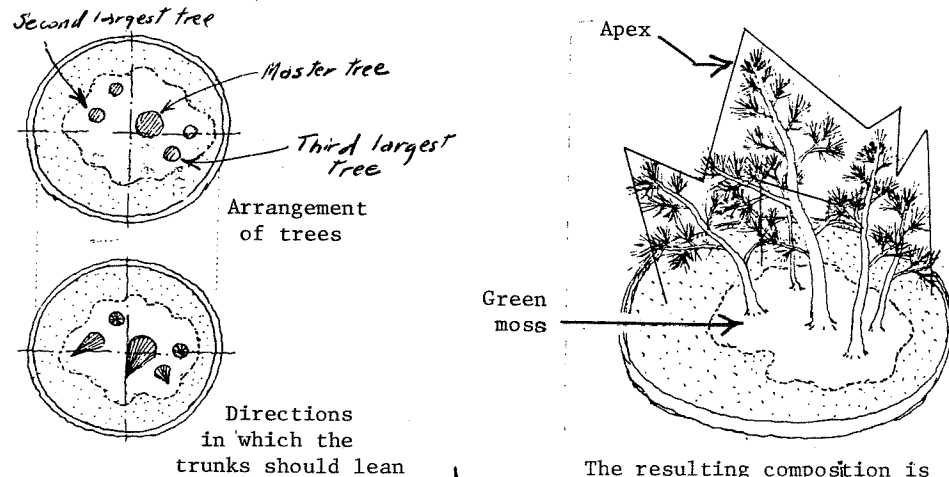 Second largest tree
Master tree
Third largest
tree
Arrangement
of trees
Directions
in which the
trunks should lean
Apex
Green
moss
The resulting composition is